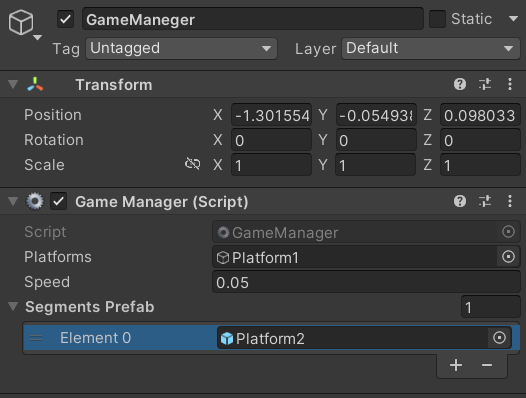 GameManeger
Static
Tag Untagged Layer Default
Transform
Position X -1.301554 Y -0.054938 Z 0.098033
Rotation X 0 Y 0 Z 0
Scale X 1 Y 1 Z 1
Game Manager (Script)
Script GameManager
Platforms Platform1
Speed 0.05
Segments Prefab 1
Element 0 Platform2